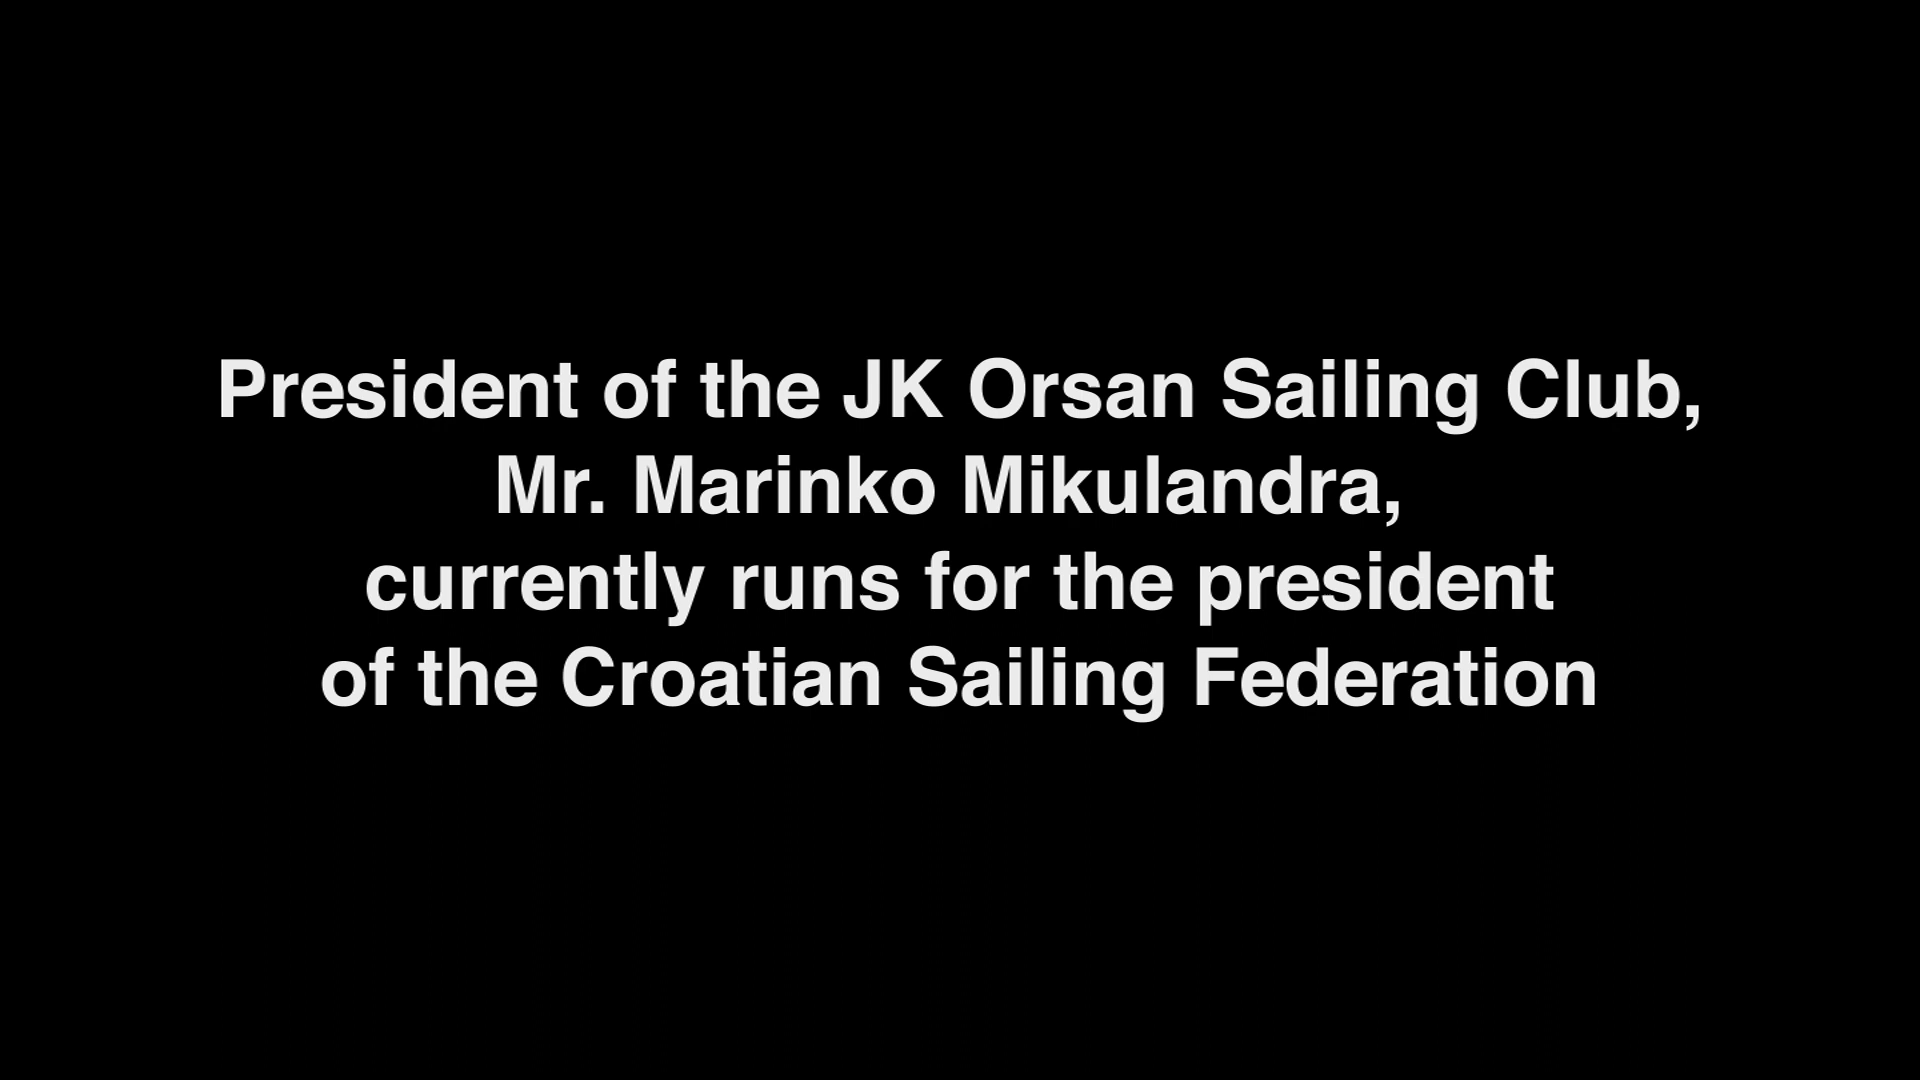 President of the JK Orsan Sailing Club,
Mr. Marinko Mikulandra,
currently runs for the president
of the Croatian Sailing Federation